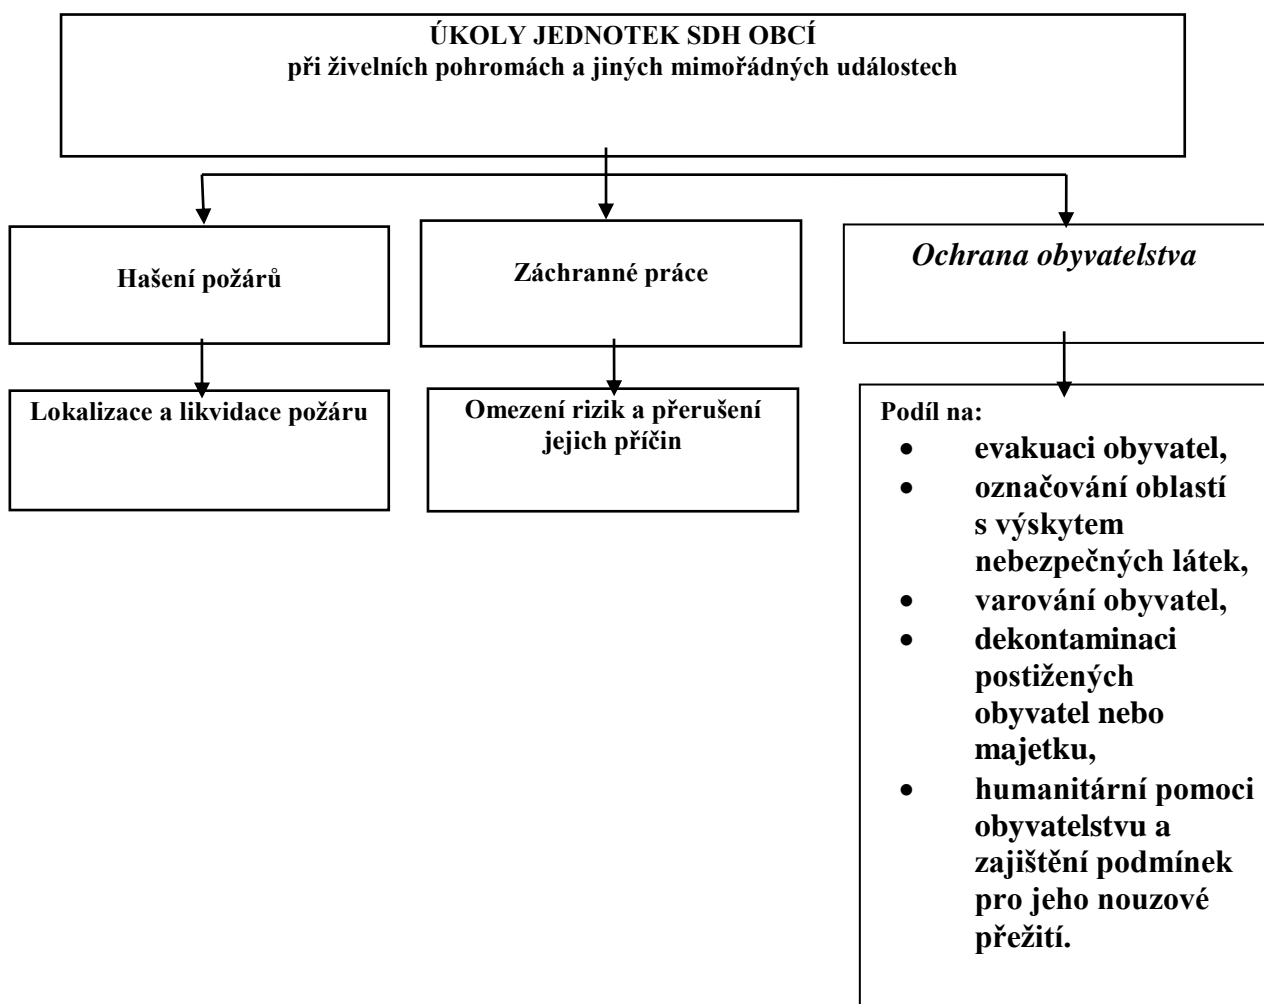 ÚKOLY JEDNOTEK SDH OBCÍ
při živelních pohromách a jiných mimořádných událostech
Hašení požárů
Záchranné práce
Ochrana obyvatelstva
Lokalizace a likvidace požáru
Omezení rizik a přerušení
jejich příčin
Podíl na:
• evakuaci obyvatel,
• označování oblastí
s výskytem
nebezpečných látek,
• varování obyvatel,
• dekontaminaci
postižených
obyvatel nebo
majetku,
• humanitární pomoci
obyvatelstvu a
zajištění podmínek
pro jeho nouzové
přežití.